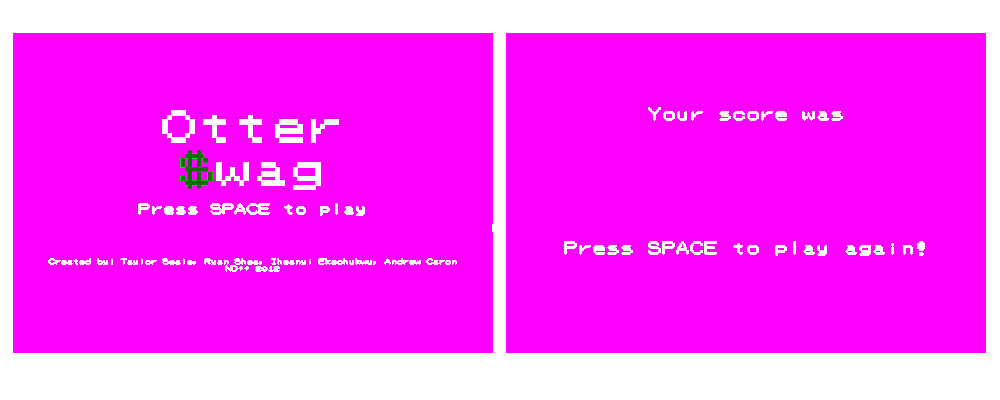 Otter
$wag
Press SPACE to play
Created by: Taylor Seale, Ryan Shea, Iheanyi Ekechukwu, Andrew Caron
ND++ 2012
Your score was
Press SPACE to play again!